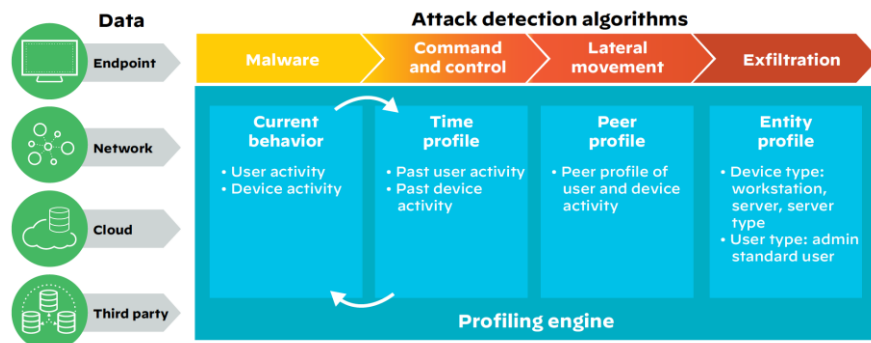 Data
Attack detection algorithms
Endpoint
Network
Cloud
Third party
Malware
Command
and control
Lateral
movement
Exfiltration
Current
behavior
• User activity
• Device activity
Time
profile
• Past user activity
• Past device
activity
Peer
profile
• Peer profile of
user and device
activity
Entity
profile
• Device type:
workstation,
server, server
type
• User type: admin
standard user
Profiling engine